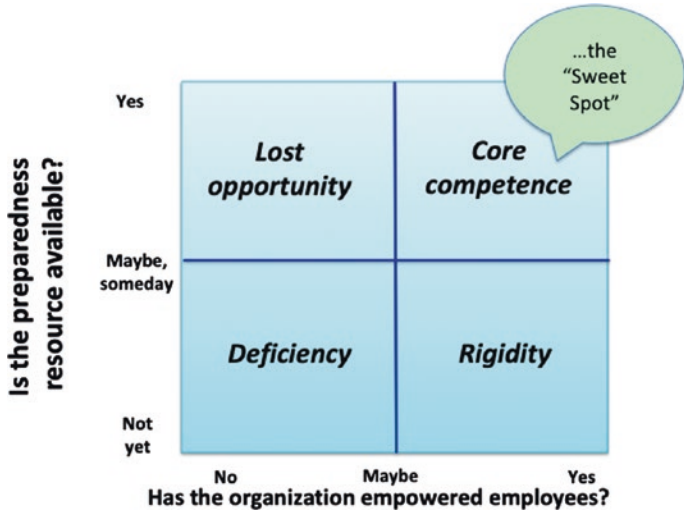 …the
“Sweet
Spot”
Yes
Lost
opportunity
Core
competence
Is the preparedness
resource available?
Maybe,
someday
Deficiency
Rigidity
Not
yet
No
Maybe
Yes
Has the organization empowered employees?